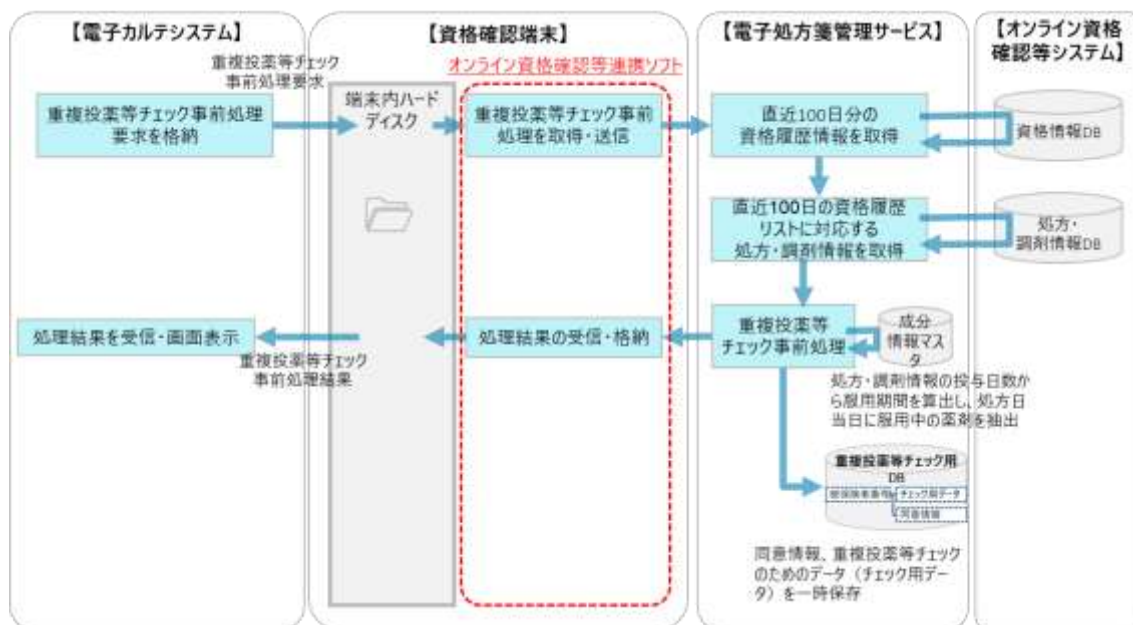 【電子カルテシステム】
【資格確認端末】
【電子処方箋管理サービス】
【オンライン資格
確認等システム】
重複投薬等チェック
事前処理要求
オンライン資格確認等連携ソフト
重複投薬等チェック事前処理
要求を格納
端末内ハード
ディスク
重複投薬等チェック事前
処理を取得・送信
直近100日分の
資格履歴情報を取得
資格情報DB
直近100日の資格履歴
リストに対応する
処方・調剤情報を取得
処方・
調剤情報DB
処理結果を受信・画面表示
重複投薬等チェック
事前処理結果
処理結果の受信・格納
重複投薬等
チェック事前処理
成分
情報マス
タ
処方・調剤情報の投与日数か
ら服用期間を算出し、処方日
当日に服用中の薬剤を抽出
重複投薬等チェック用
DB
被保険者番号
チェック用データ
同意情報
同意情報、重複投薬等チェック
のためのデータ（チェック用デー
タ）を一時保存